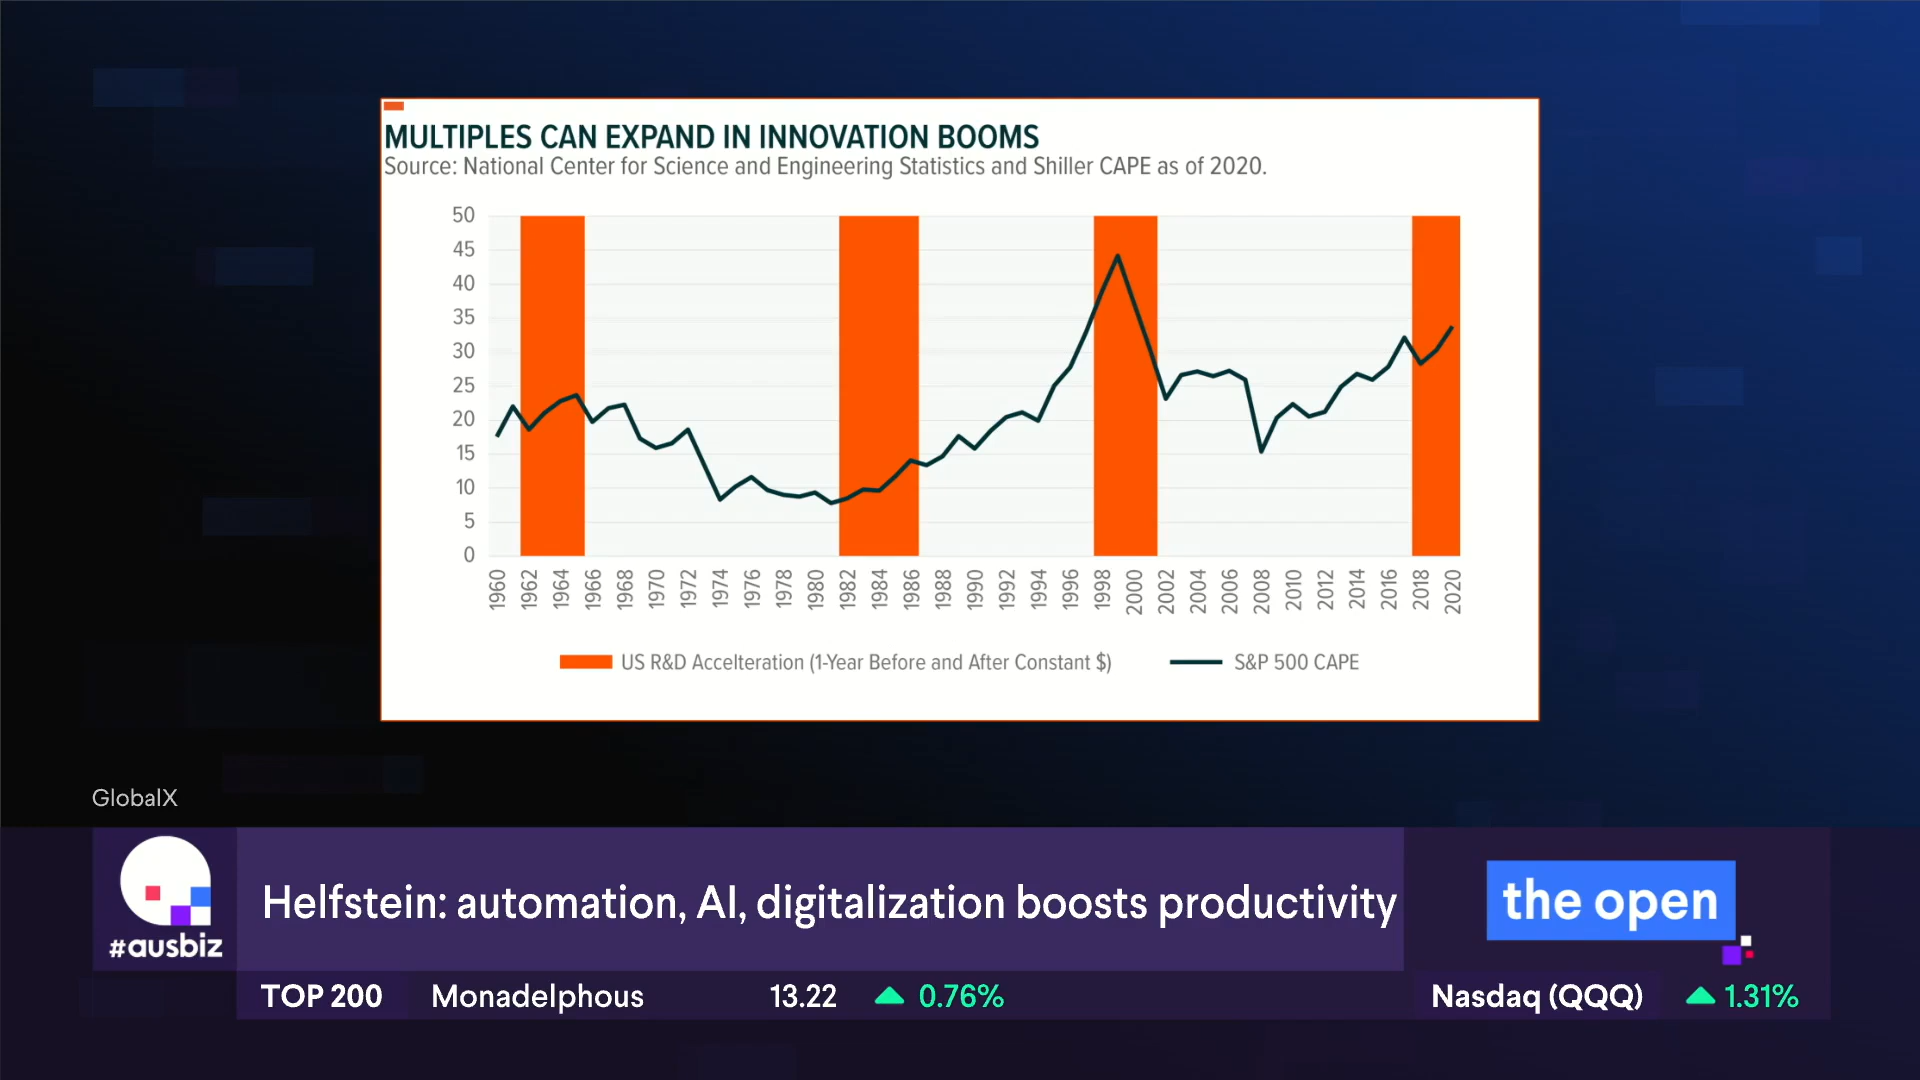 MULTIPLES CAN EXPAND IN INNOVATION BOOMS
Source: National Center for Science and Engineering Statistics and Shiller CAPE as of 2020.
50
45
40
35
30
25
20
15
10
5
0
1960 1962 1964 1966 1968 1970 1972 1974 1976 1978 1980 1982 1984 1986 1988 1990 1992 1994 1996 1998 2000 2002 2004 2006 2008 2010 2012 2014 2016 2018 2020
US R&D Accelteration (1-Year Before and After Constant $) S&P 500 CAPE
GlobalX
#ausbiz
Helfstein: automation, AI, digitalization boosts productivity
the open
TOP 200 Monadelphous 13.22 0.76% Nasdaq (QQQ) 1.31%